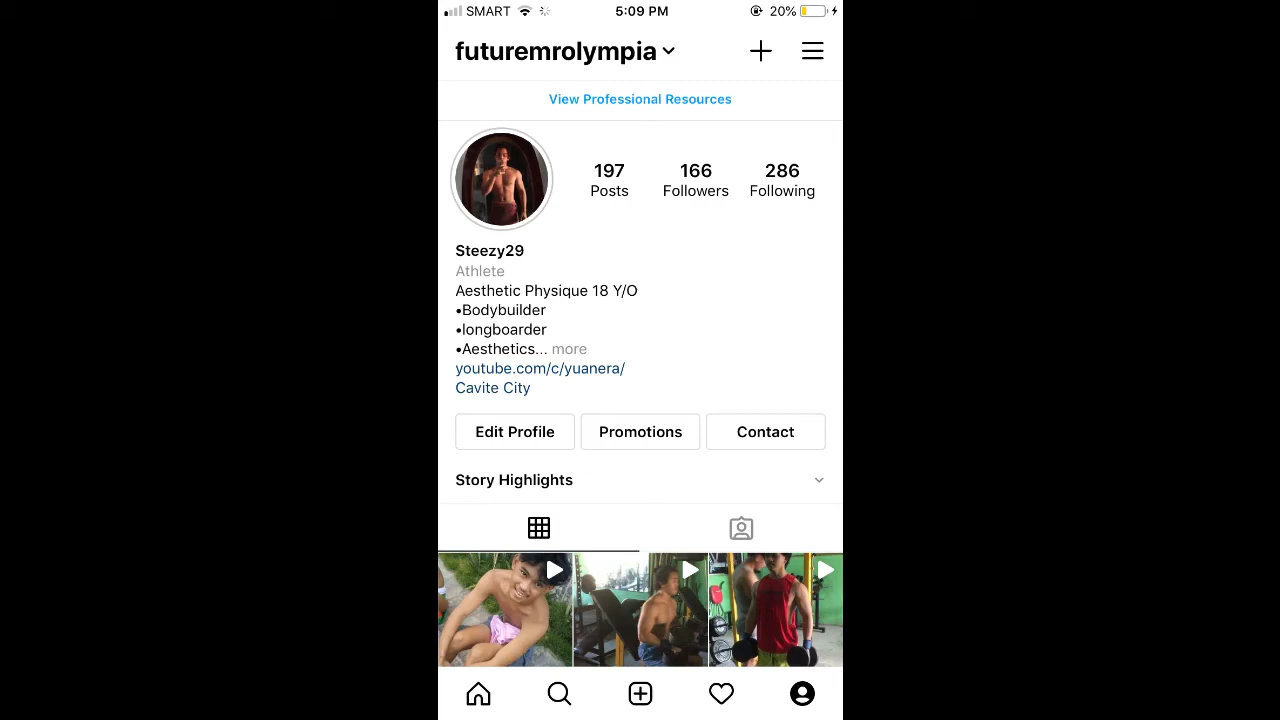 SMART 5:09 PM 20%
futuremrolympia
View Professional Resources
197 166 286
Posts Followers Following
Steezy29
Athlete
Aesthetic Physique 18 Y/O
•Bodybuilder
•longboarder
•Aesthetics... more
youtube.com/c/yuanera/
Cavite City
Edit Profile Promotions Contact
Story Highlights